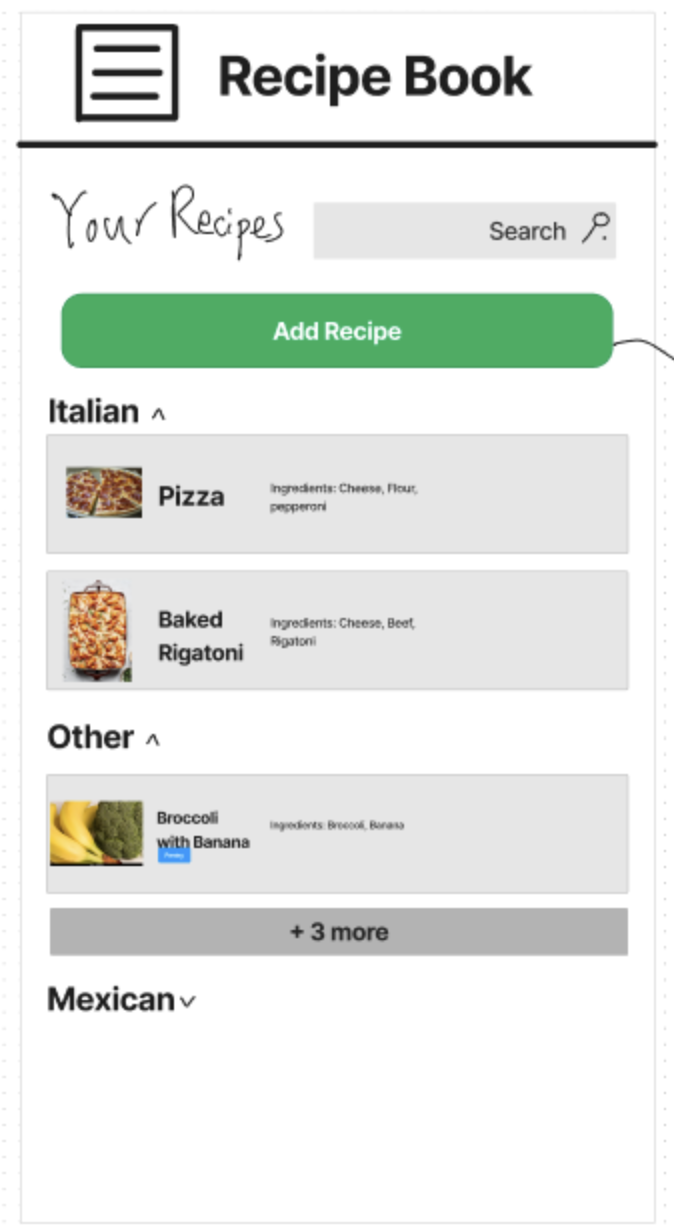 Recipe Book
Your Recipes
Search
Add Recipe
Italian ^
Pizza
Ingredients: Cheese, Flour,
pepperoni
Baked
Rigatoni
Ingredients: Cheese, Beef,
Rigatoni
Other ^
Broccoli
with Banana
Ingredients: Broccoli, Banana
+ 3 more
Mexican